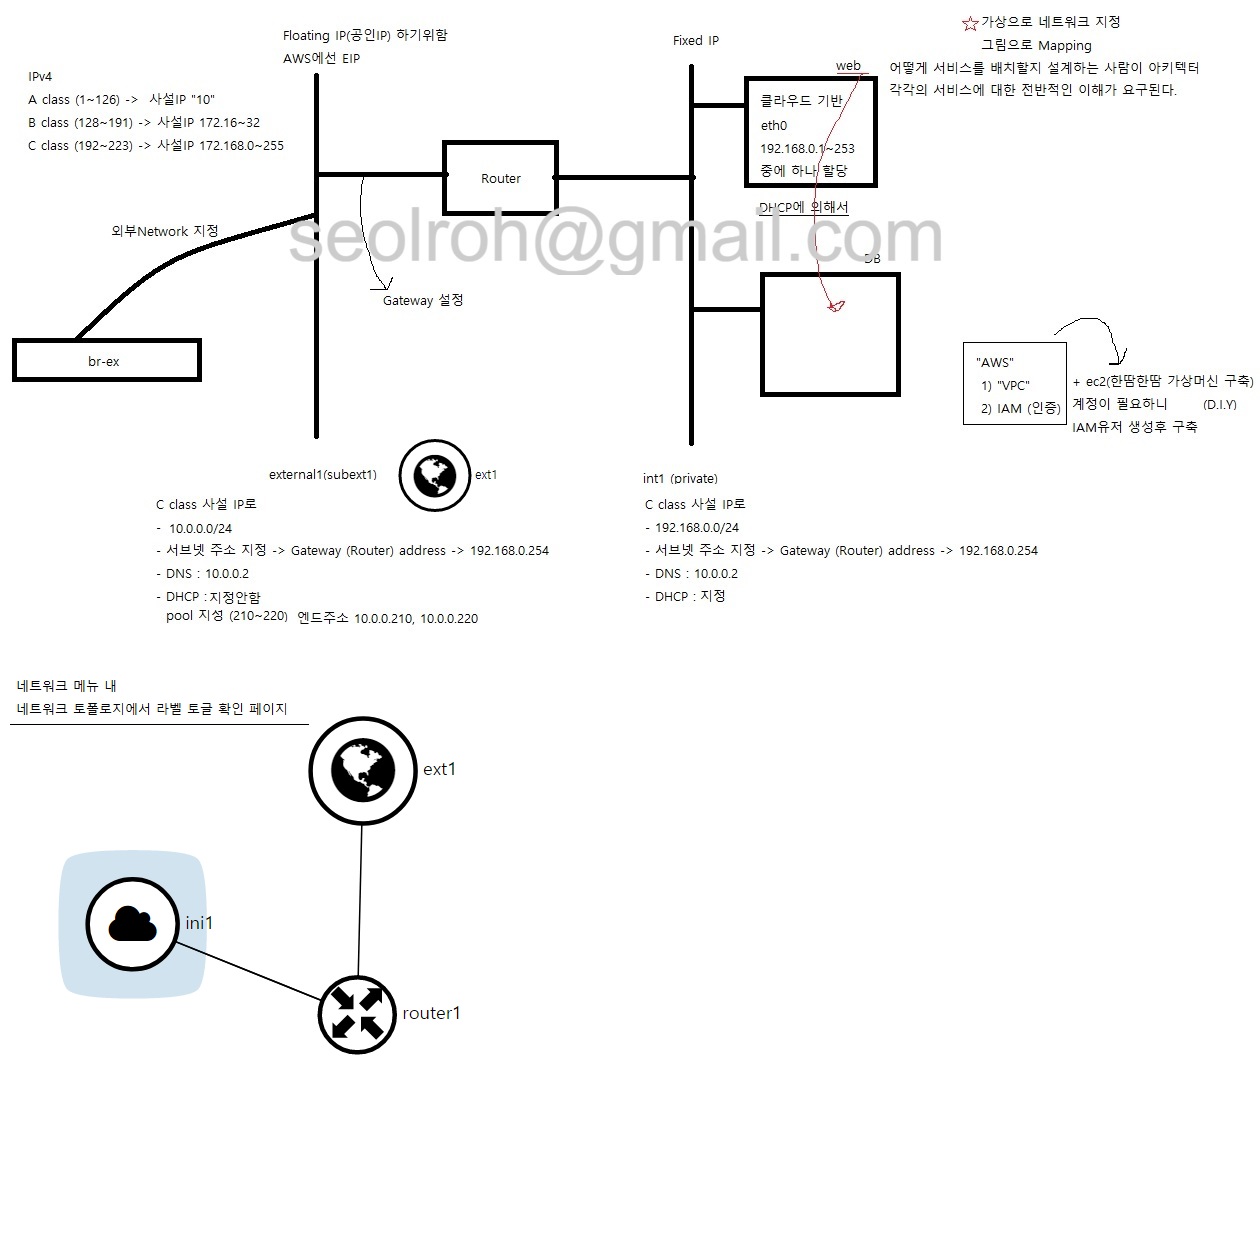 ☆가상으로 네트워크 지정
그림으로 Mapping
어떻게 서비스를 배치할지 설계하는 사람이 아키텍터
각각의 서비스에 대한 전반적인 이해가 요구된다.
Floating IP(공인IP) 하기위함
AWS에선 EIP
Fixed IP
IPv4
A class (1~126) -> 사설IP "10"
B class (128~191) -> 사설IP 172.16~32
C class (192~223) -> 사설IP 172.168.0~255
web
클라우드 기반
eth0
192.168.0.1~253
중에 하나 할당
DHCP에 의해서
Router
외부Network 지정
seolroh@gmail.com
DB
Gateway 설정
br-ex
"AWS"
1) "VPC"
2) IAM (인증)
+ ec2(한땀한땀 가상머신 구축)
계정이 필요하니 (D.I.Y)
IAM유저 생성후 구축
external1(subext1)
ext1
C class 사설 IP로
- 10.0.0.0/24
- 서브넷 주소 지정 -> Gateway (Router) address -> 192.168.0.254
- DNS : 10.0.0.2
- DHCP : 지정안함
pool 지성 (210~220) 엔드주소 10.0.0.210, 10.0.0.220
int1 (private)
C class 사설 IP로
- 192.168.0.0/24
- 서브넷 주소 지정 -> Gateway (Router) address -> 192.168.0.254
- DNS : 10.0.0.2
- DHCP : 지정
네트워크 메뉴 내
네트워크 토폴로지에서 라벨 토글 확인 페이지
ext1
ini1
router1